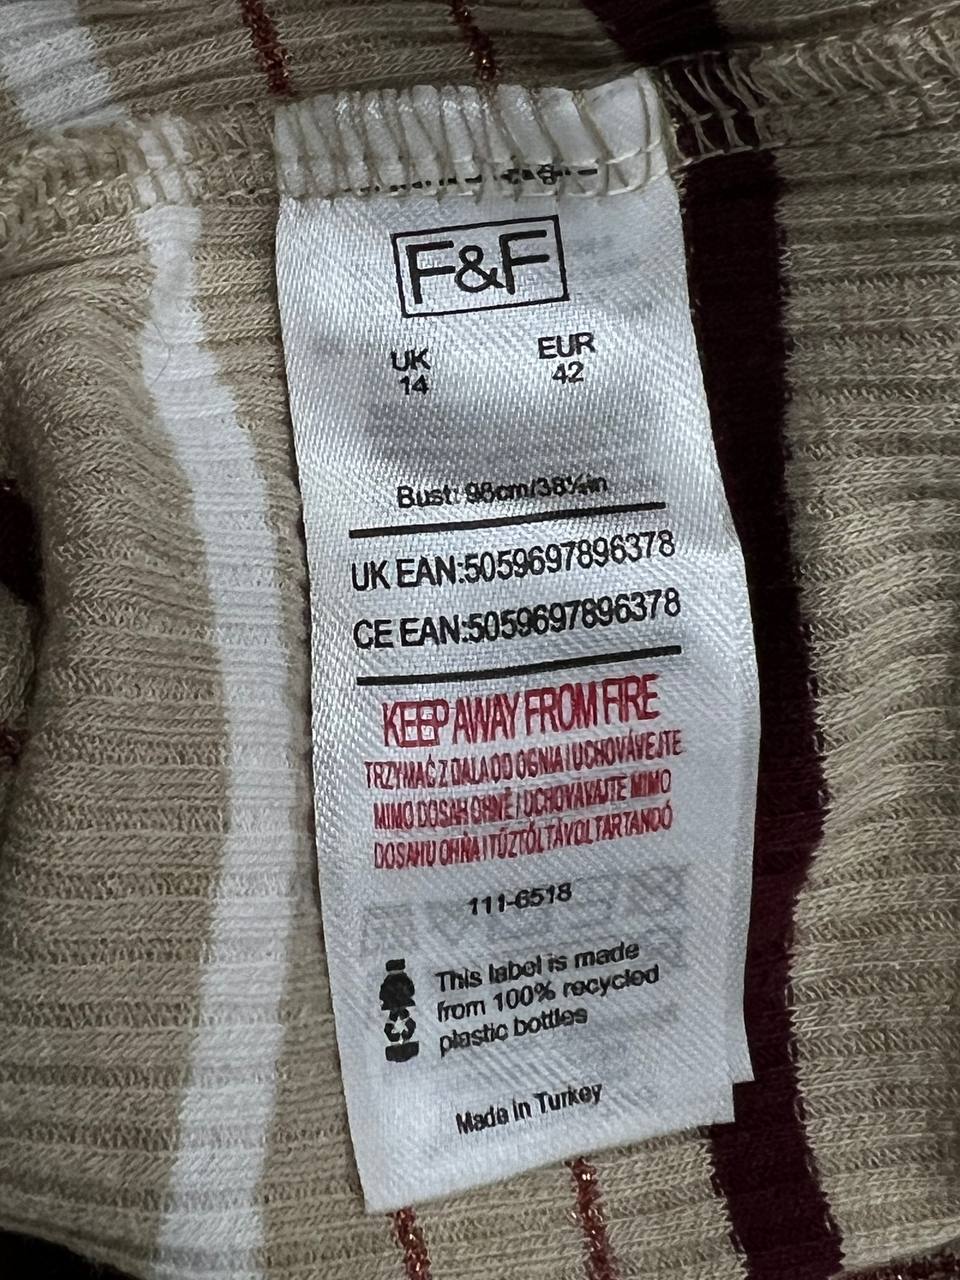 F&F
UK EUR
14 42
Bust: 98cm/38½in
UK EAN:5059697896378
CE EAN:5059697896378
KEEP AWAY FROM FIRE
TRZYMAĆ Z DALA OD OGNIA I UCHOVÁVEJTE
MIMO DOSAH OHNĚ / UCHOVÁVAJTE MIMO
DOSAHU OHŇA I TŰZTŐL TÁVOL TARTANDÓ
111-6518
This label is made
from 100% recycled
plastic bottles
Made in Turkey